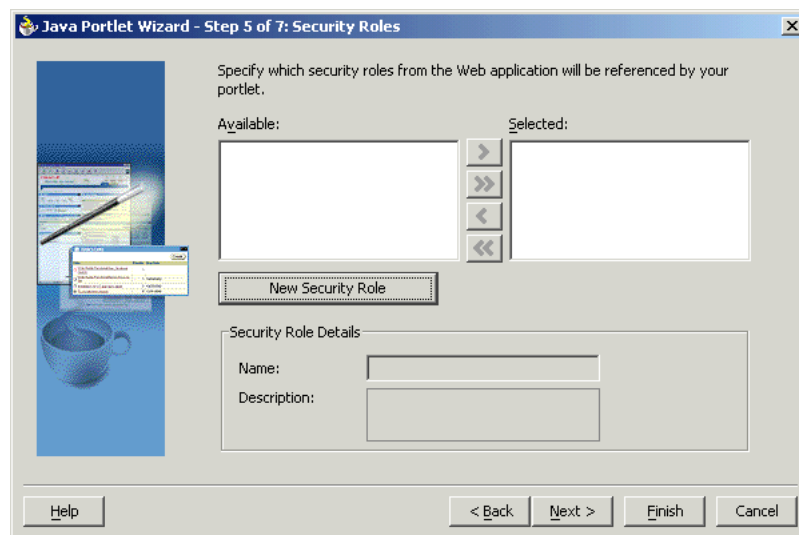 Java Portlet Wizard - Step 5 of 7: Security Roles
Specify which security roles from the Web application will be referenced by your
portlet.
Available:
Selected:
New Security Role
Security Role Details
Name:
Description:
Help
< Back
Next >
Finish
Cancel